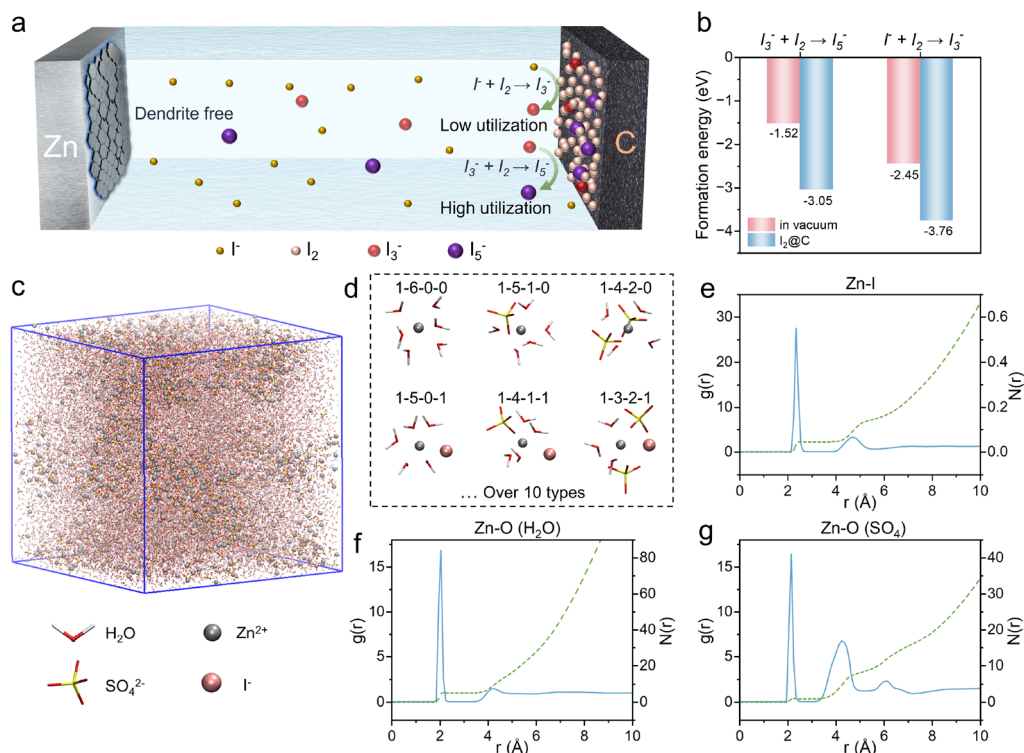 a
Zn
Dendrite free
I⁻ + I₂ → I₃⁻
Low utilization
I₃⁻ + I₂ → I₅⁻
High utilization
C
I⁻ I₂ I₃⁻ I₅⁻
b
I₃⁻ + I₂ → I₅⁻ I⁻ + I₂ → I₃⁻
Formation energy (eV)
0
−1
−2
−3
−4
-1.52
-3.05
-2.45
-3.76
in vacuum
I₂@C
c
H₂O
Zn²⁺
SO₄²⁻
I⁻
d
1-6-0-0 1-5-1-0 1-4-2-0
1-5-0-1 1-4-1-1 1-3-2-1
... Over 10 types
e
Zn-I
g(r)
30
25
20
15
10
5
0
N(r)
0.6
0.4
0.2
0.0
0 2 4 6 8 10
r (Å)
f
Zn-O (H₂O)
g(r)
15
10
5
0
N(r)
80
60
40
20
0
0 2 4 6 8 10
r (Å)
g
Zn-O (SO₄)
g(r)
15
10
5
0
N(r)
40
30
20
10
0
0 2 4 6 8 10
r (Å)